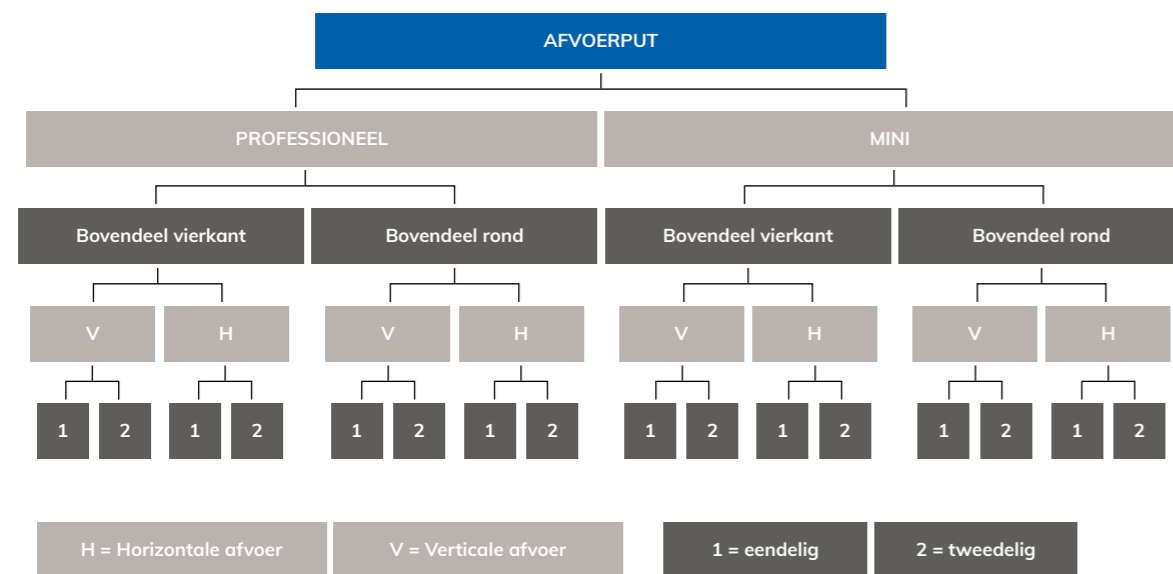 AFVOERPUT
PROFESSIONEEL MINI
Bovendeel vierkant Bovendeel rond Bovendeel vierkant Bovendeel rond
V H V H V H V H
1 2 1 2 1 2 1 2 1 2 1 2 1 2 1 2
H = Horizontale afvoer V = Verticale afvoer 1 = eendelig 2 = tweedelig